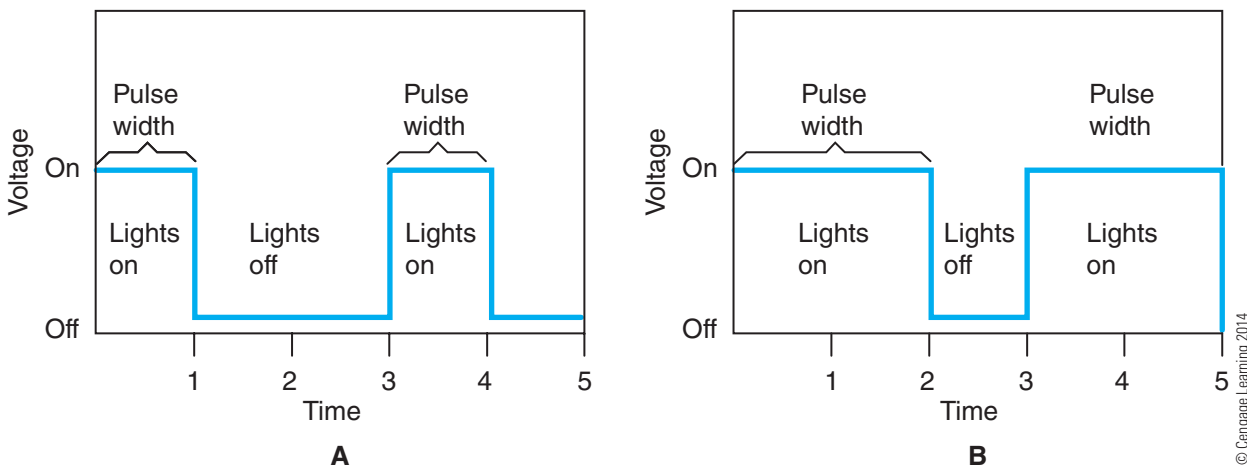 Pulse
width
Pulse
width
On
Voltage
Lights
on
Lights
off
Lights
on
Off
1 2 3 4 5
Time
A
Pulse
width
Pulse
width
On
Voltage
Lights
on
Lights
off
Lights
on
Off
1 2 3 4 5
Time
B
© Cengage Learning 2014